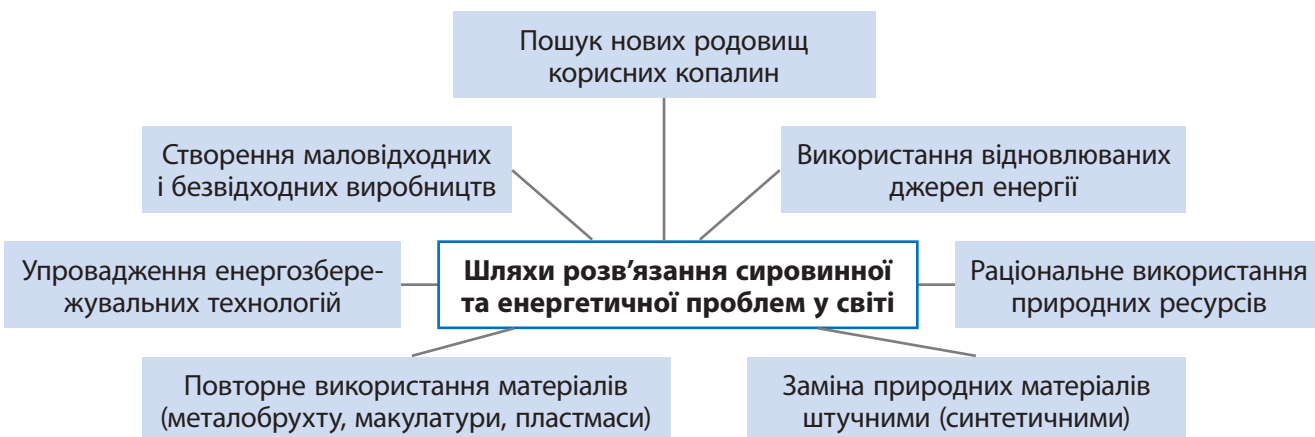 Пошук нових родовищ
корисних копалин
Створення маловідходних
і безвідходних виробництв
Використання відновлюваних
джерел енергії
Упровадження енергозбере-
жувальних технологій
Шляхи розв'язання сировинної
та енергетичної проблем у світі
Раціональне використання
природних ресурсів
Повторне використання матеріалів
(металобрухту, макулатури, пластмаси)
Заміна природних матеріалів
штучними (синтетичними)